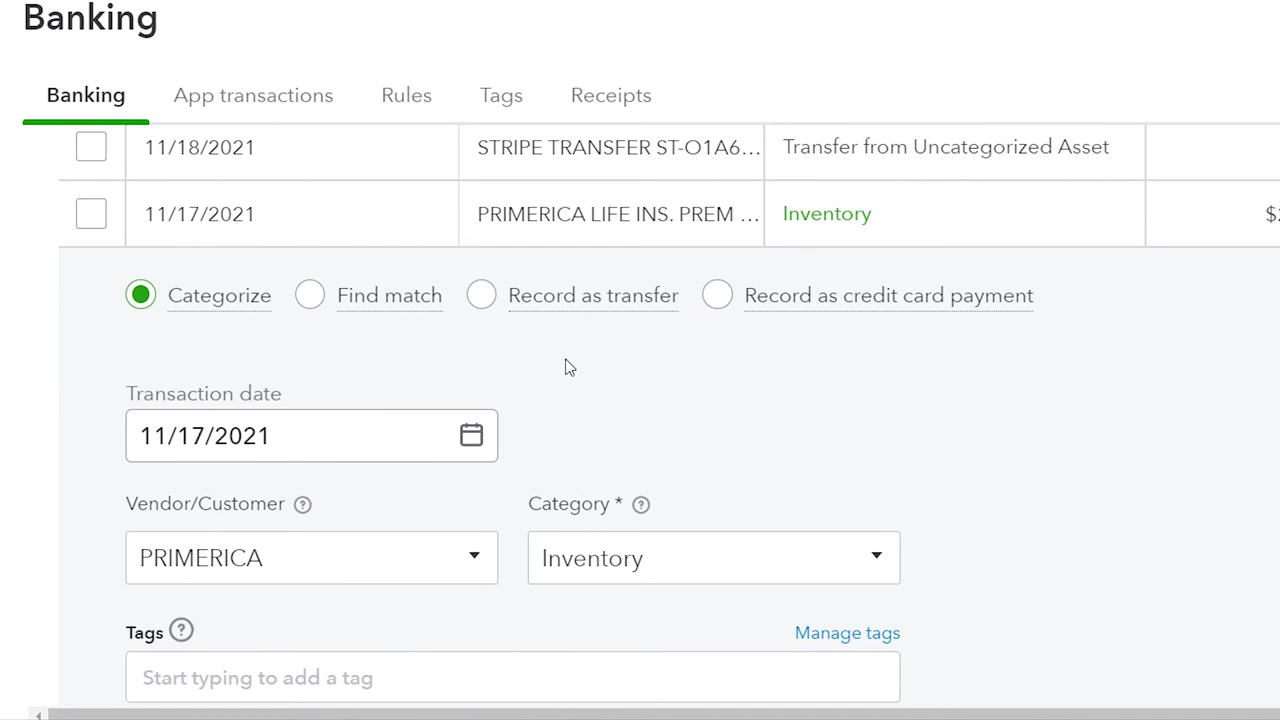 Banking
Banking App transactions Rules Tags Receipts
11/18/2021 STRIPE TRANSFER ST-O1A6... Transfer from Uncategorized Asset
11/17/2021 PRIMERICA LIFE INS. PREM ... Inventory $
Categorize Find match Record as transfer Record as credit card payment
Transaction date
11/17/2021
Vendor/Customer ? Category * ?
PRIMERICA Inventory
Tags ? Manage tags
Start typing to add a tag